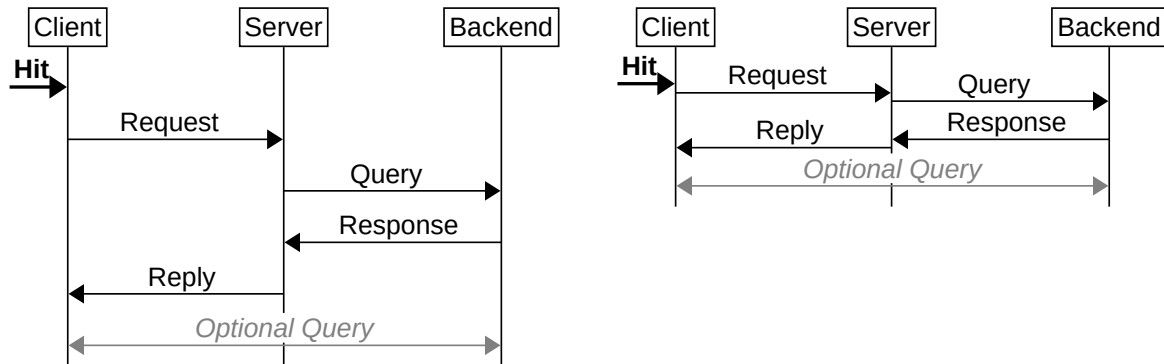 Client Server Backend
Hit
Request
Query
Response
Reply
Optional Query
Client Server Backend
Hit
Request
Query
Response
Reply
Optional Query